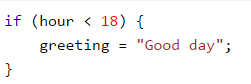 if (hour < 18) {
    greeting = "Good day";
}